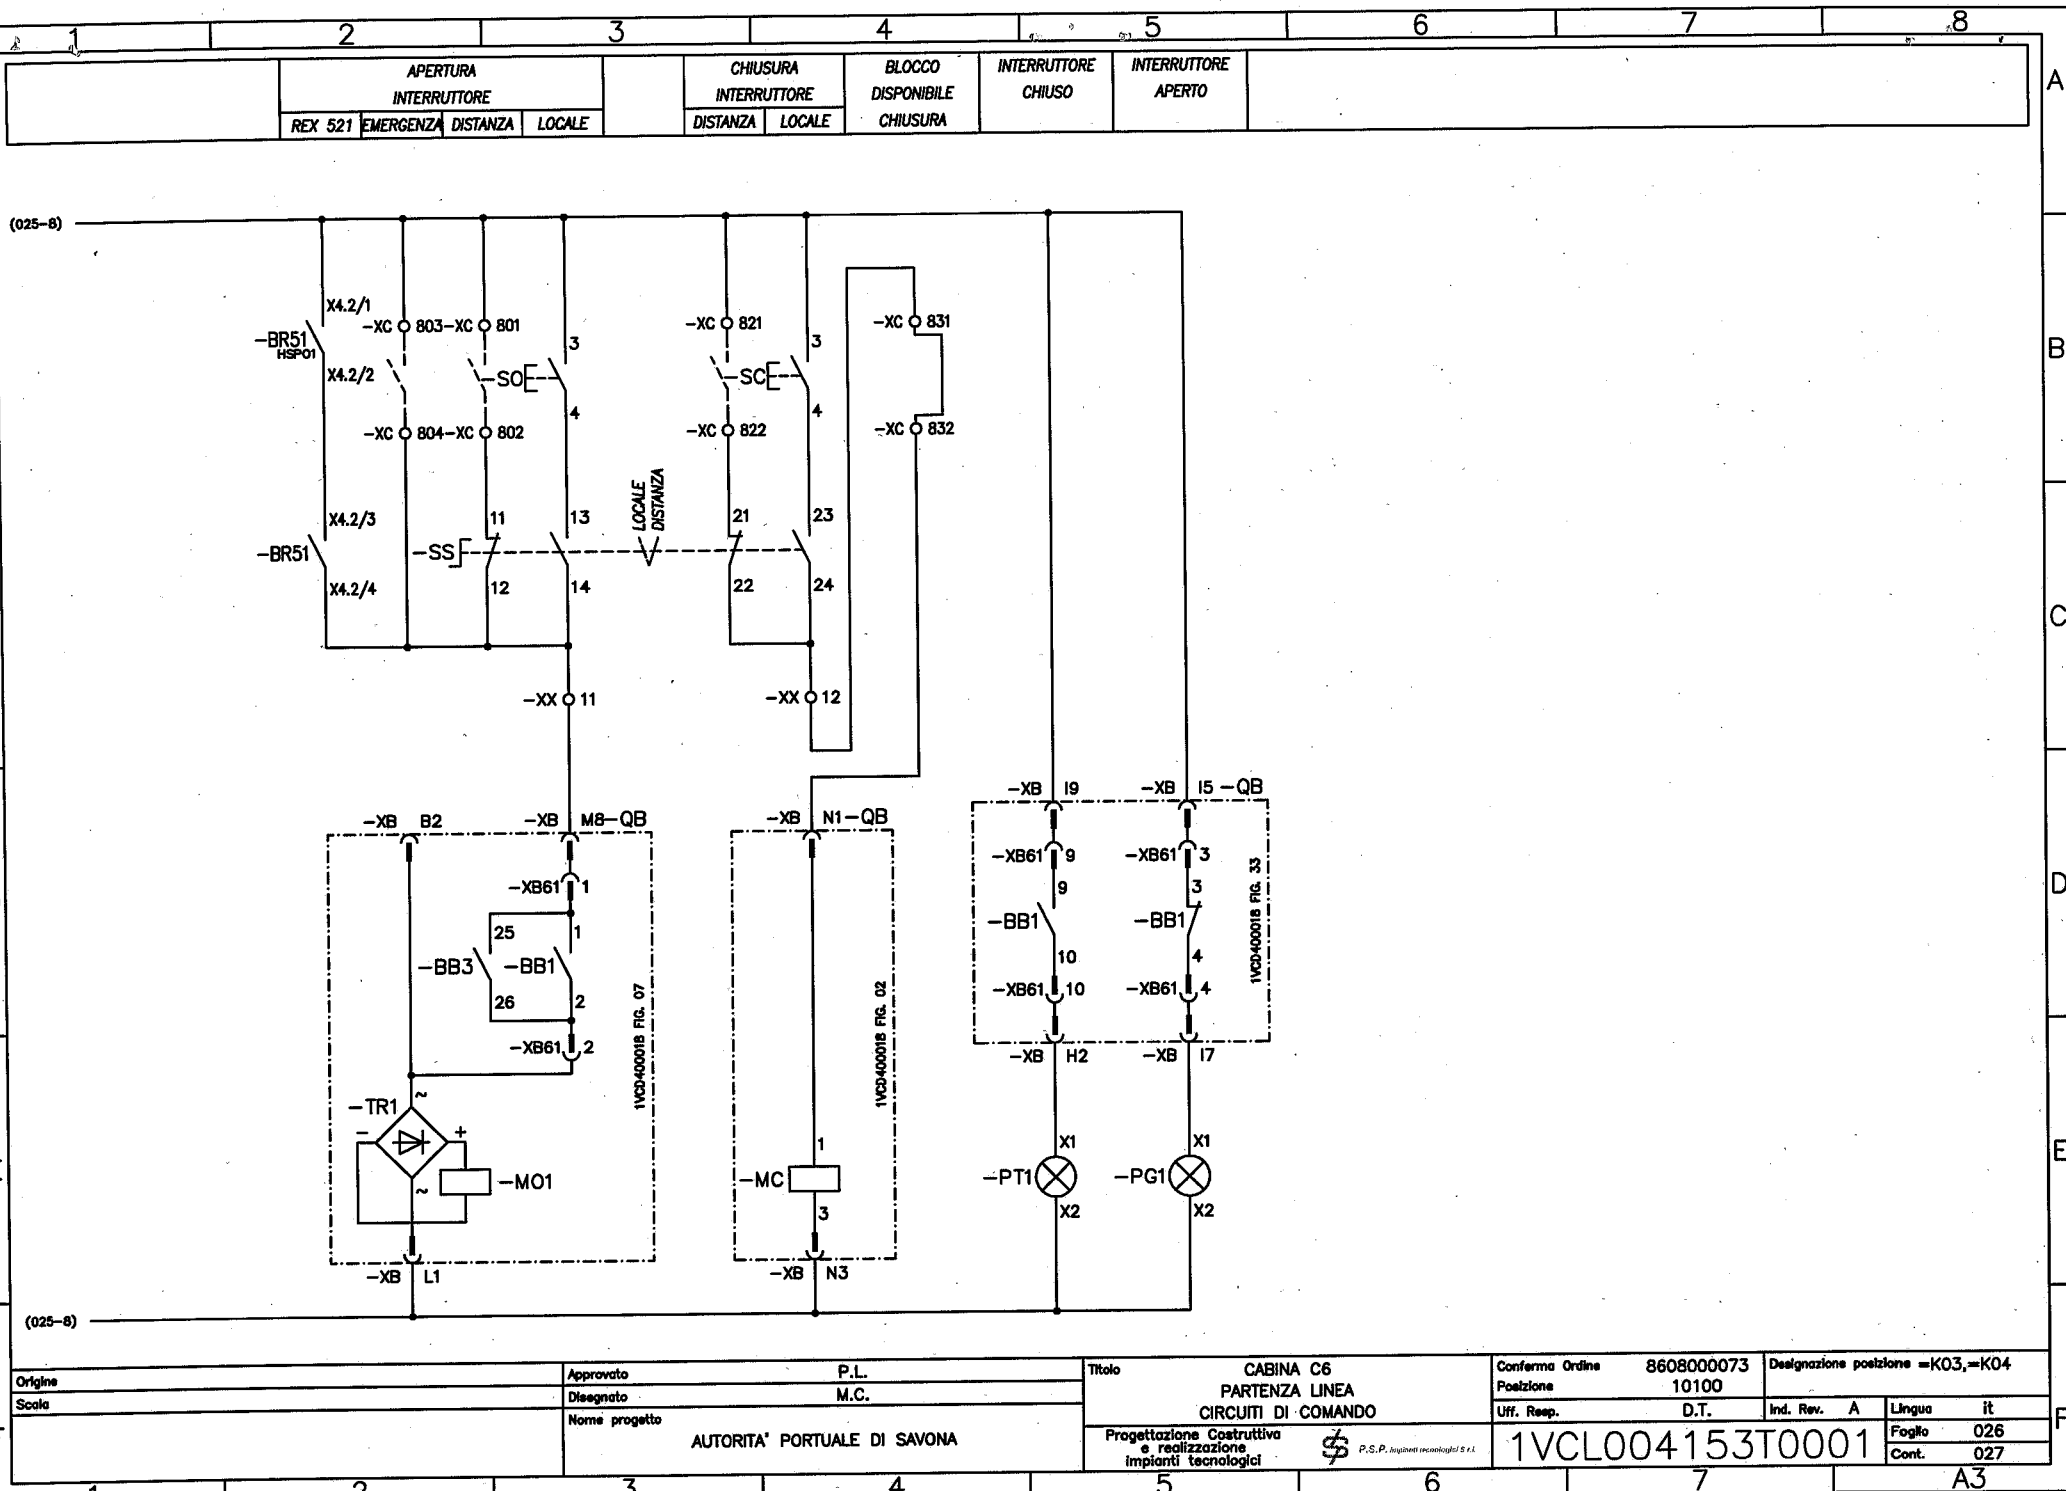 1 2 3 4 5 6 7 8
APERTURA
INTERRUTTORE
REX 521 EMERGENZA DISTANZA LOCALE
CHIUSURA
INTERRUTTORE
DISTANZA LOCALE
BLOCCO
DISPONIBILE
CHIUSURA
INTERRUTTORE
CHIUSO
INTERRUTTORE
APERTO
A
(025-8)
X4.2/1
-BR51
HSPO1
X4.2/2
-XC 803 -XC 801
-XC 804 -XC 802
3
-SO
4
-XC 821
3
-SC
4
-XC 822
-XC 831
-XC 832
B
X4.2/3
-BR51
X4.2/4
-SS
11
12
13
14
LOCALE
DISTANZA
21
22
23
24
C
-XX 11
-XX 12
-XB B2
-XB M8-QB
-XB N1-QB
-XB I9
-XB I5 -QB
-XB61 1
25
1
-BB3
-BB1
26
2
-XB61 2
1VCD400018 FIG. 07
-TR1
~
-
+
~
-MO1
-XB L1
1VCD400018 FIG. 02
1
-MC
3
-XB N3
-XB61 9
9
-BB1
10
-XB61 10
-XB H2
-XB61 3
3
-BB1
4
-XB61 4
-XB I7
1VCD400018 FIG. 33
D
X1
-PT1
X2
X1
-PG1
X2
E
(025-8)
Origine
Scala
Approvato P.L.
Disegnato M.C.
Nome progetto
AUTORITA' PORTUALE DI SAVONA
Titolo
CABINA C6
PARTENZA LINEA
CIRCUITI DI COMANDO
Progettazione Costruttiva
e realizzazione
impianti tecnologici
P.S.P. Impianti tecnologici S.r.l.
Conferma Ordine 8608000073
Posizione 10100
Designazione posizione =K03,=K04
Uff. Resp. D.T.
Ind. Rev. A
Lingua it
1VCL004153T0001
Foglio 026
Cont. 027
F
1 2 3 4 5 6 7
A3